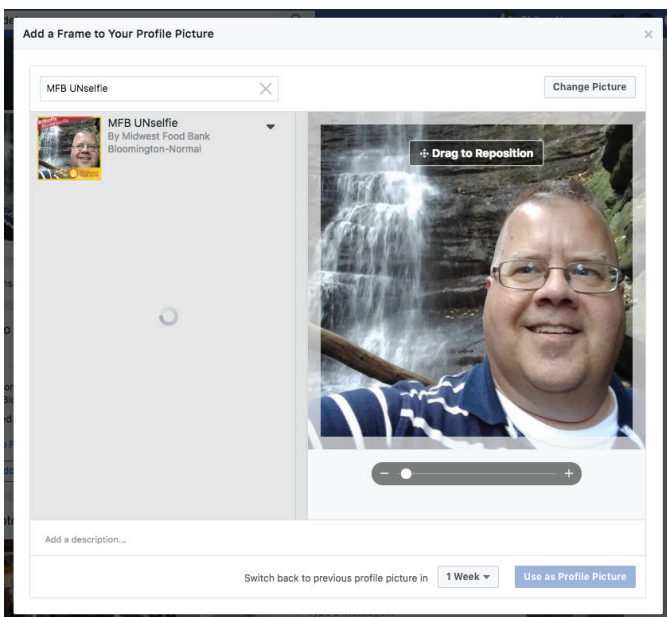 Add a Frame to Your Profile Picture
MFB UNselfie
Change Picture
MFB UNselfie
By Midwest Food Bank
Bloomington-Normal
Drag to Reposition
Add a description...
Switch back to previous profile picture in
1 Week
Use as Profile Picture